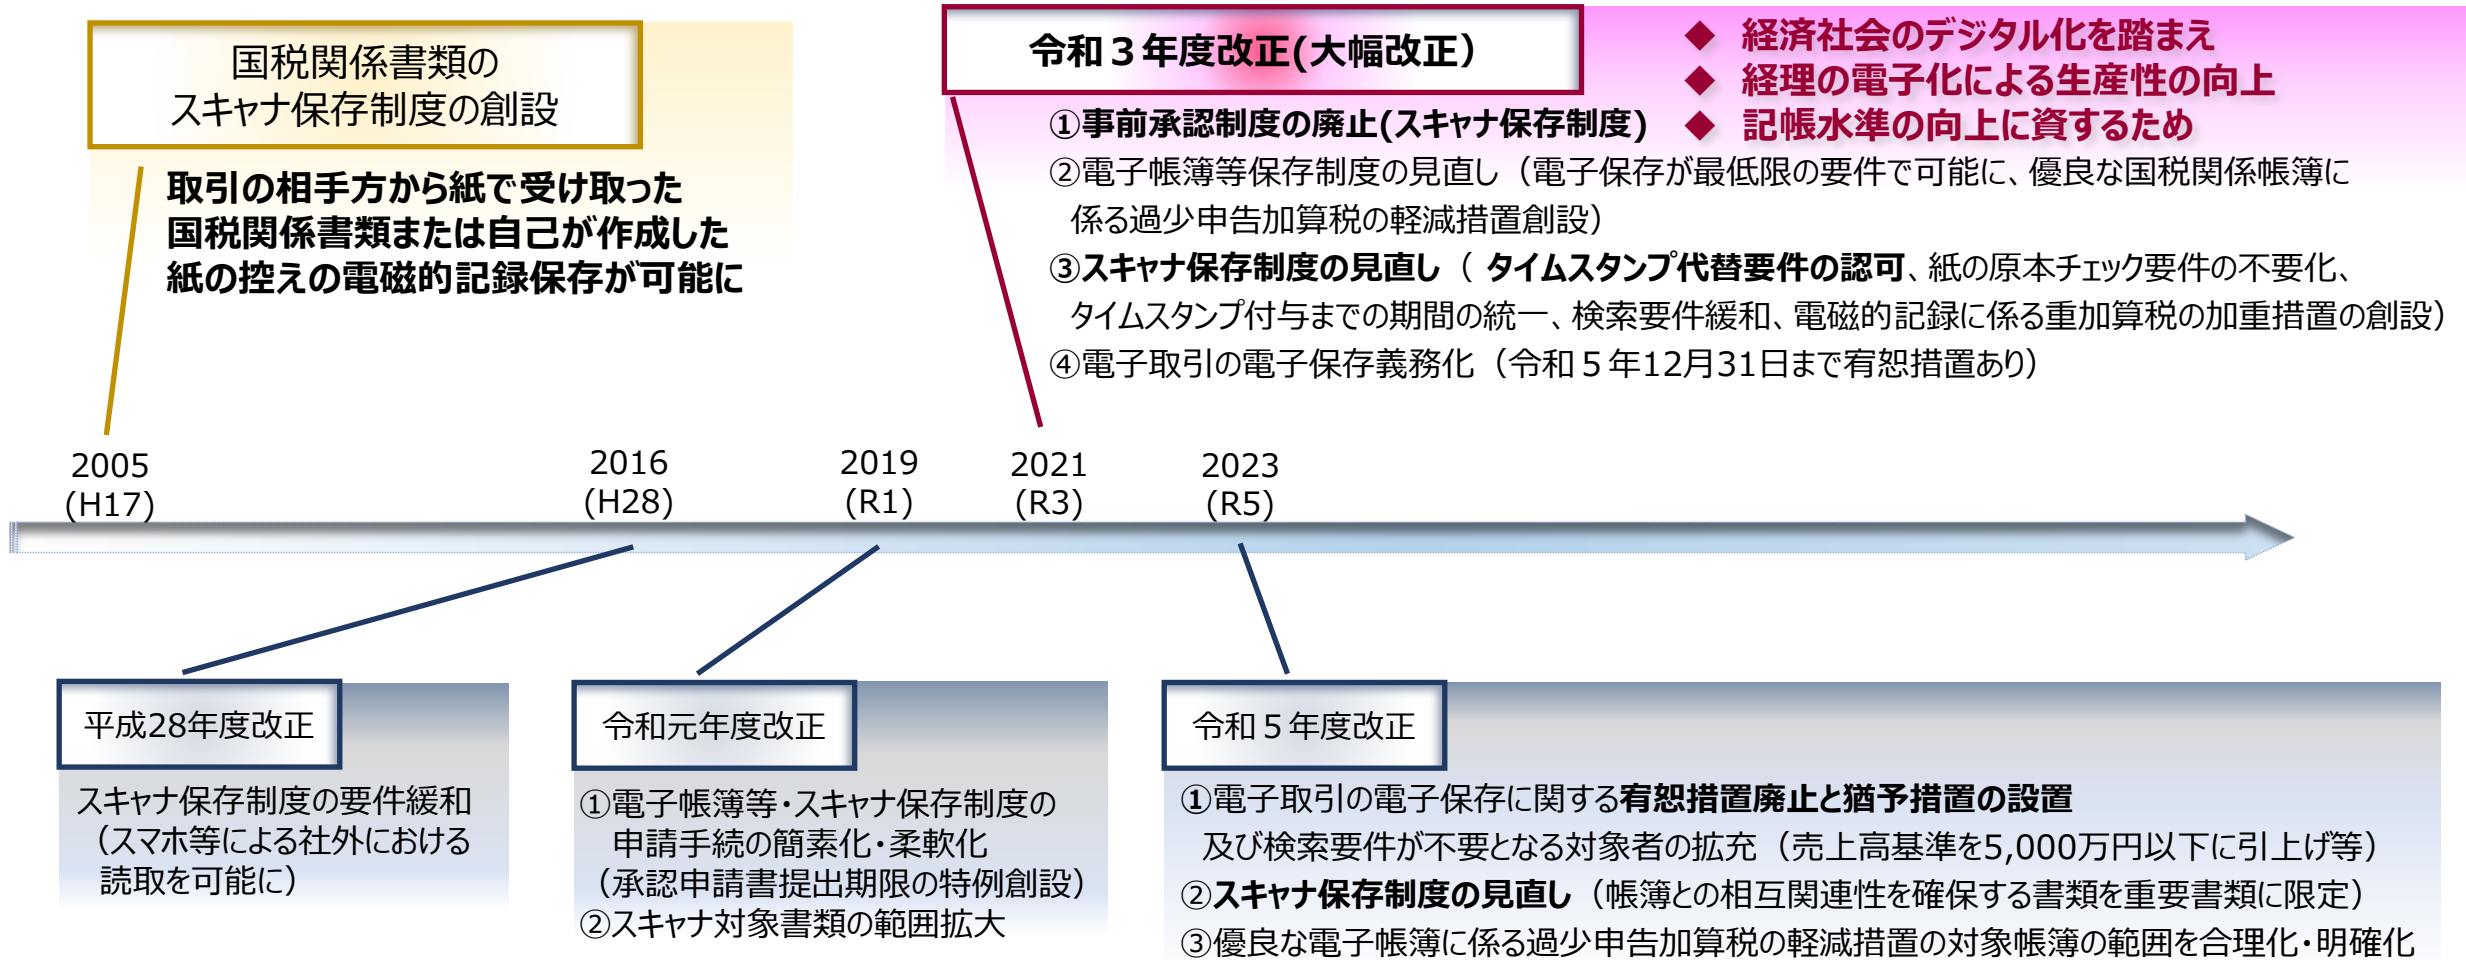 国税関係書類の
スキャナ保存制度の創設
取引の相手方から紙で受け取った
国税関係書類または自己が作成した
紙の控えの電磁的記録保存が可能に
令和３年度改正(大幅改正）
◆ 経済社会のデジタル化を踏まえ
◆ 経理の電子化による生産性の向上
◆ 記帳水準の向上に資するため
①事前承認制度の廃止(スキャナ保存制度)
②電子帳簿等保存制度の見直し（電子保存が最低限の要件で可能に、優良な国税関係帳簿に
係る過少申告加算税の軽減措置創設）
③スキャナ保存制度の見直し（ タイムスタンプ代替要件の認可、紙の原本チェック要件の不要化、
タイムスタンプ付与までの期間の統一、検索要件緩和、電磁的記録に係る重加算税の加重措置の創設）
④電子取引の電子保存義務化（令和５年12月31日まで宥恕措置あり）
2005
(H17)
2016
(H28)
2019
(R1)
2021
(R3)
2023
(R5)
平成28年度改正
スキャナ保存制度の要件緩和
（スマホ等による社外における
読取を可能に）
令和元年度改正
①電子帳簿等・スキャナ保存制度の
申請手続の簡素化・柔軟化
（承認申請書提出期限の特例創設）
②スキャナ対象書類の範囲拡大
令和５年度改正
①電子取引の電子保存に関する宥恕措置廃止と猶予措置の設置
及び検索要件が不要となる対象者の拡充（売上高基準を5,000万円以下に引上げ等）
②スキャナ保存制度の見直し（帳簿との相互関連性を確保する書類を重要書類に限定）
③優良な電子帳簿に係る過少申告加算税の軽減措置の対象帳簿の範囲を合理化・明確化